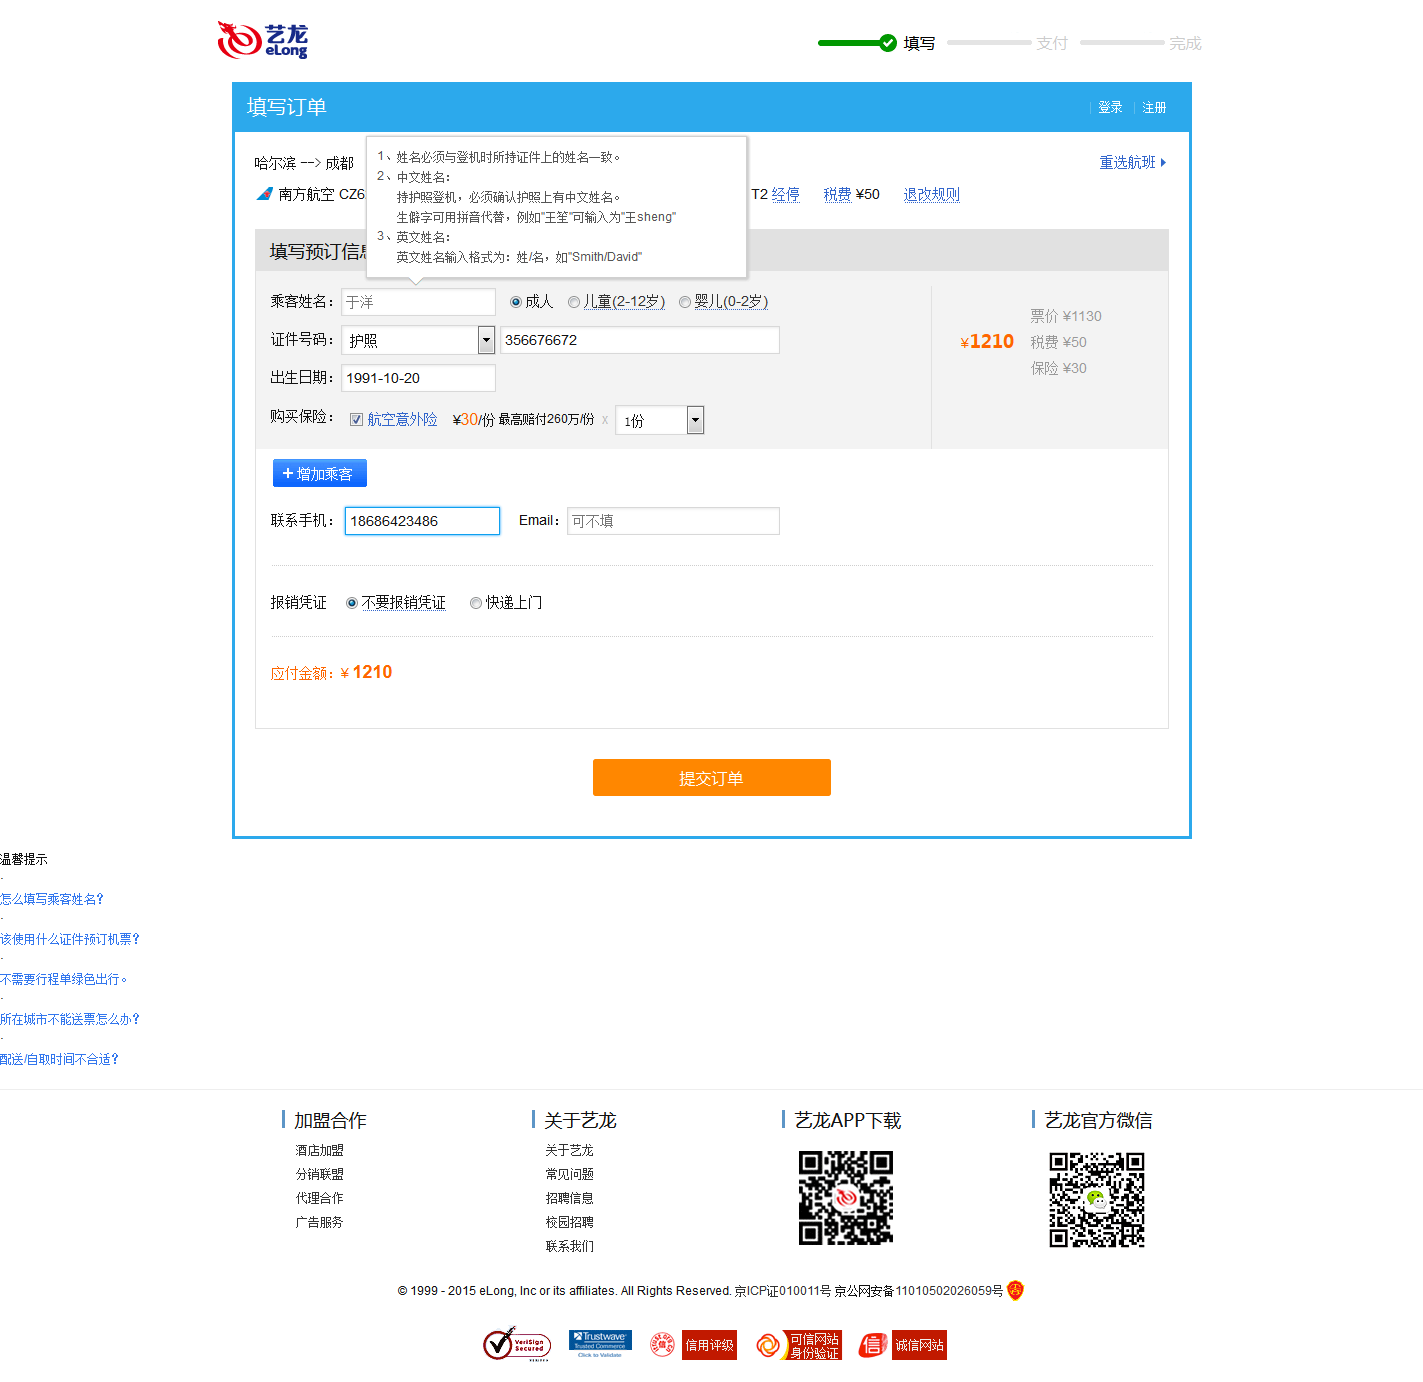 艺龙
eLong
填写
支付
完成
填写订单
登录
注册
哈尔滨 --> 成都
重选航班
1、姓名必须与登机时所持证件上的姓名一致。
2、中文姓名：
持护照登机，必须确认护照上有中文姓名。
生僻字可用拼音代替，例如"王笙"可输入为"王sheng"
3、英文姓名：
英文姓名输入格式为：姓/名，如"Smith/David"
南方航空 CZ6
T2 经停 税费 ¥50 退改规则
填写预订信息
乘客姓名： 于洋 成人 儿童(2-12岁) 婴儿(0-2岁)
证件号码： 护照 356676672
出生日期： 1991-10-20
购买保险： 航空意外险 ¥30/份 最高赔付260万/份 x 1份
¥1210
票价 ¥1130
税费 ¥50
保险 ¥30
+ 增加乘客
联系手机： 18686423486 Email： 可不填
报销凭证 不要报销凭证 快递上门
应付金额：¥ 1210
提交订单
温馨提示
·
怎么填写乘客姓名？
·
该使用什么证件预订机票？
·
不需要行程单绿色出行。
·
所在城市不能送票怎么办？
·
配送/自取时间不合适？
加盟合作
酒店加盟
分销联盟
代理合作
广告服务
关于艺龙
关于艺龙
常见问题
招聘信息
校园招聘
联系我们
艺龙APP下载
艺龙官方微信
© 1999 - 2015 eLong, Inc or its affiliates. All Rights Reserved. 京ICP证010011号 京公网安备11010502026059号
VeriSign
Secured
VERIFY
Trustwave
Trusted Commerce
Click to Validate
信用评级
可信网站
身份验证
信
诚信网站